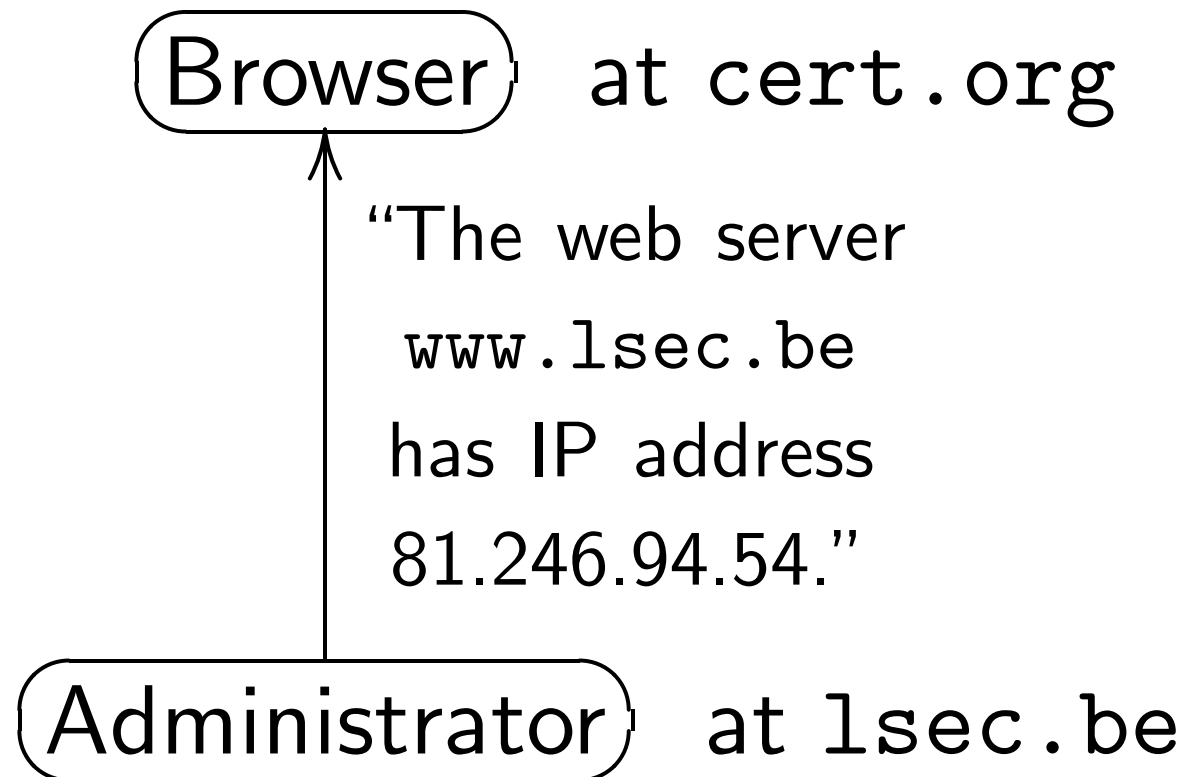 Browser at cert.org
“The web server
www.lsec.be
has IP address
81.246.94.54.”
Administrator at lsec.be